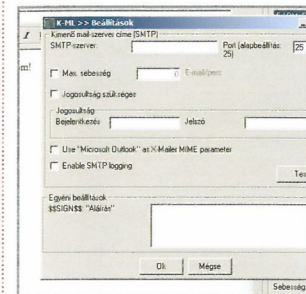 K-ML >> Beállítások
I
Kimenő mail szerver címe (SMTP)
SMTP-szerver: Port (alapbeállítás: 25) 25
m!
Max. sebesség 0 E-mail/perc
Jogosultság szükséges
Jogosultság
Bejelentkezés Jelszó
Use "Microsoft Outlook" as X-Mailer MIME parameter
Enable SMTP logging
Egyéni beállítások
$$SIGN$$: "Aláírás"
Ok Mégse
Sebesség